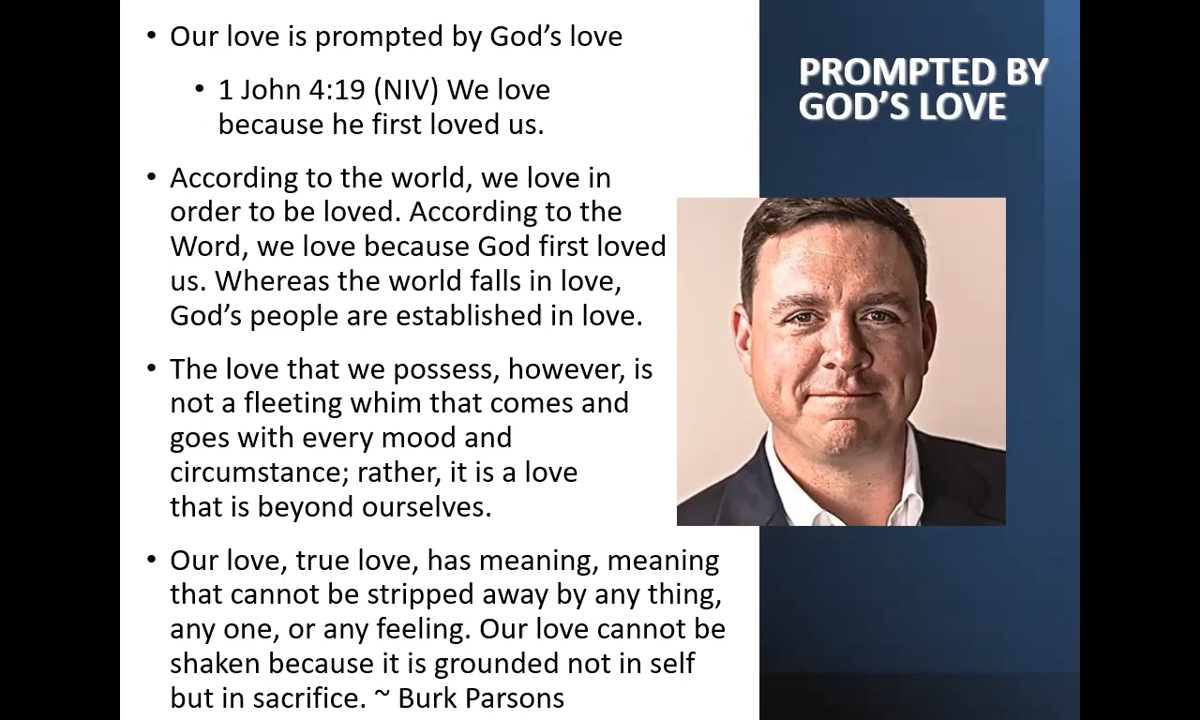 • Our love is prompted by God’s love
• 1 John 4:19 (NIV) We love
because he first loved us.
• According to the world, we love in
order to be loved. According to the
Word, we love because God first loved
us. Whereas the world falls in love,
God’s people are established in love.
• The love that we possess, however, is
not a fleeting whim that comes and
goes with every mood and
circumstance; rather, it is a love
that is beyond ourselves.
• Our love, true love, has meaning, meaning
that cannot be stripped away by any thing,
any one, or any feeling. Our love cannot be
shaken because it is grounded not in self
but in sacrifice. ~ Burk Parsons
PROMPTED BY
GOD’S LOVE